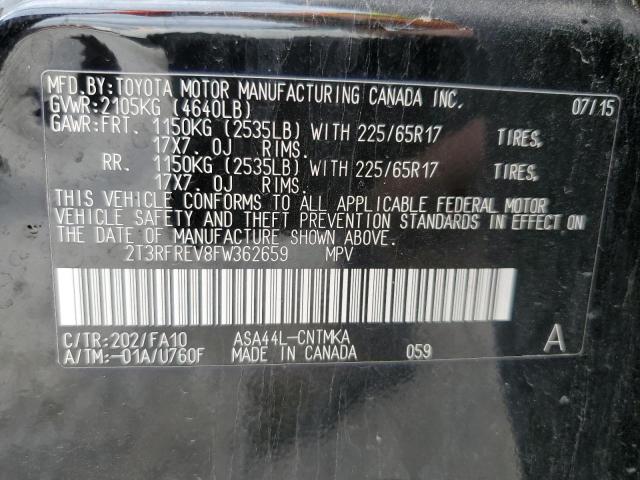 MFD.BY:TOYOTA MOTOR MANUFACTURING CANADA INC. 07/15
GVWR:2105KG (4640LB)
GAWR:FRT. 1150KG (2535LB) WITH 225/65R17 TIRES,
17X7.0J RIMS.
RR. 1150KG (2535LB) WITH 225/65R17 TIRES,
17X7.0J RIMS.
THIS VEHICLE CONFORMS TO ALL APPLICABLE FEDERAL MOTOR
VEHICLE SAFETY AND THEFT PREVENTION STANDARDS IN EFFECT ON
THE DATE OF MANUFACTURE SHOWN ABOVE.
2T3RFREV8FW362659 MPV
C/TR:202/FA10 ASA44L-CNTMKA
A/TM:-01A/U760F MADE IN CANADA 059 A